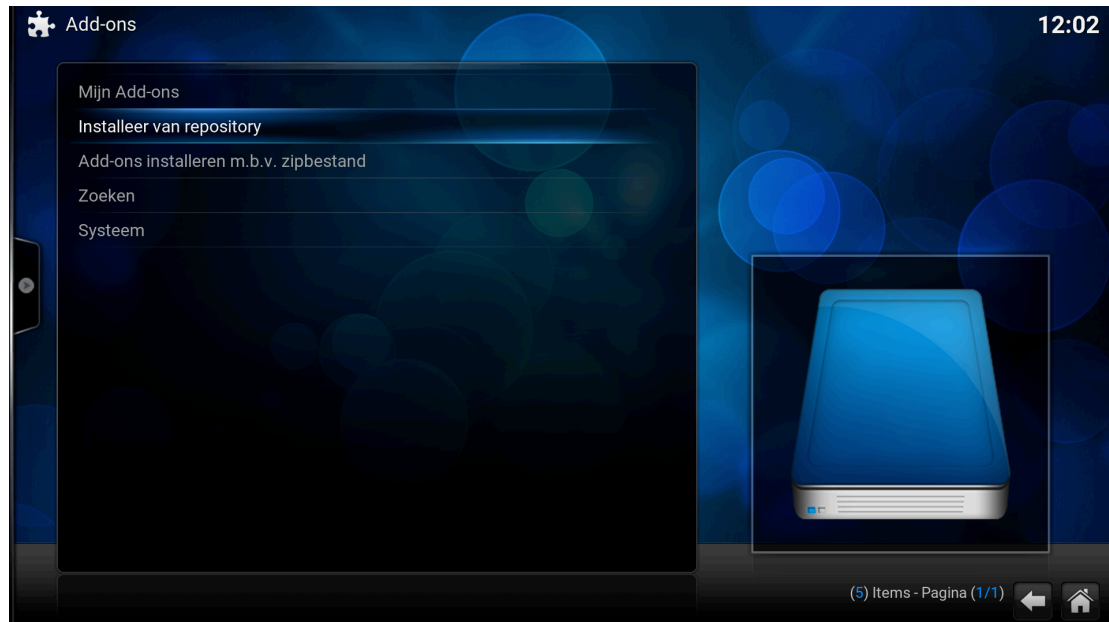 Add-ons
12:02
Mijn Add-ons
Installeer van repository
Add-ons installeren m.b.v. zipbestand
Zoeken
Systeem
(5) Items - Pagina (1/1)